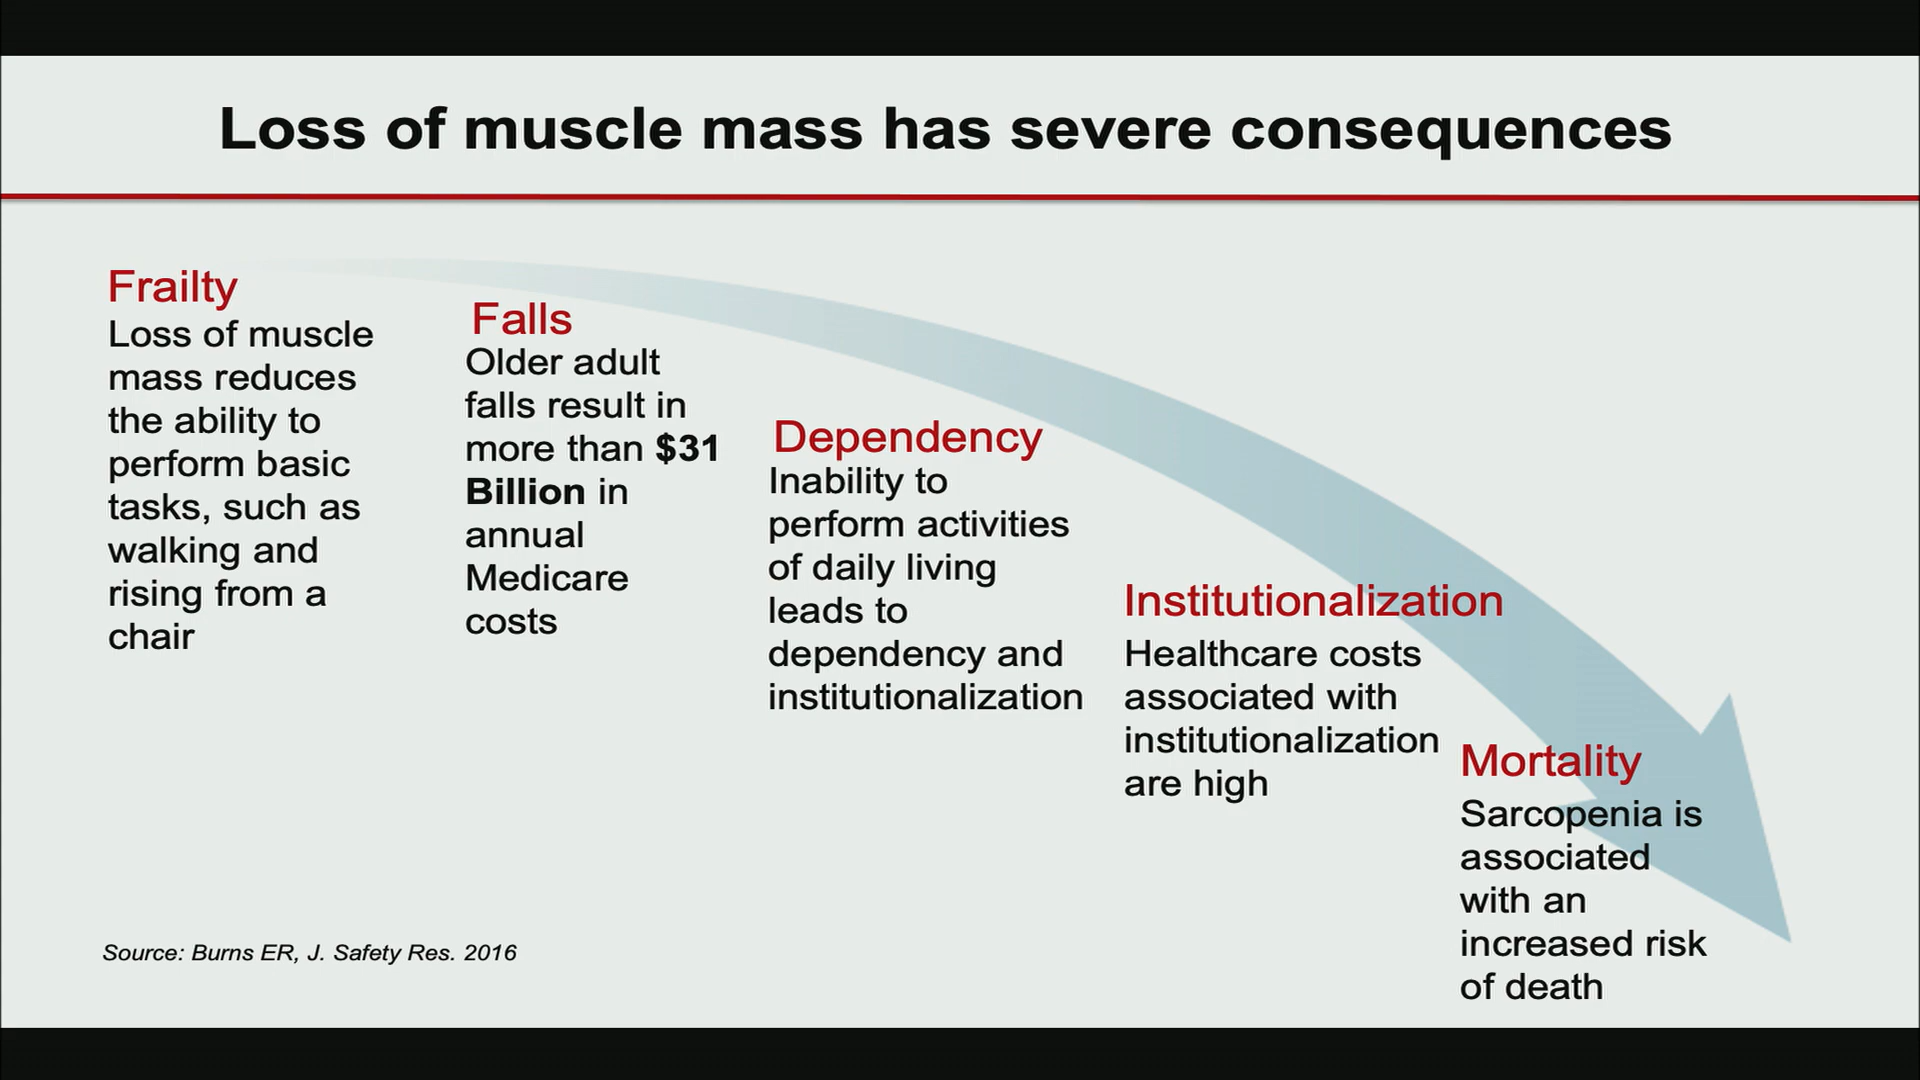 Loss of muscle mass has severe consequences
Frailty
Loss of muscle
mass reduces
the ability to
perform basic
tasks, such as
walking and
rising from a
chair
Falls
Older adult
falls result in
more than $31
Billion in
annual
Medicare
costs
Dependency
Inability to
perform activities
of daily living
leads to
dependency and
institutionalization
Institutionalization
Healthcare costs
associated with
institutionalization
are high
Mortality
Sarcopenia is
associated
with an
increased risk
of death
Source: Burns ER, J. Safety Res. 2016